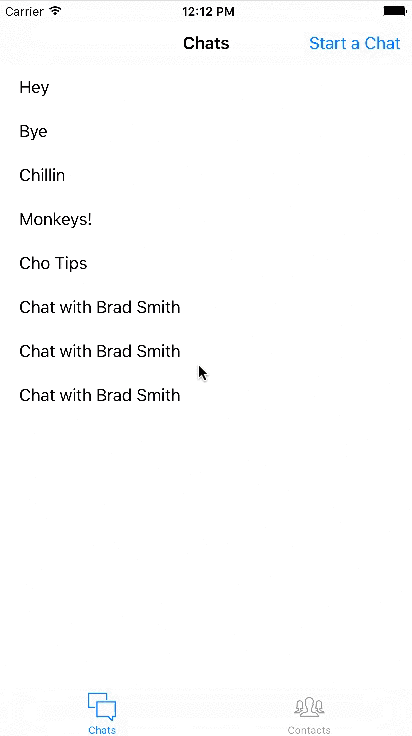 Carrier 12:12 PM
Chats Start a Chat
Hey
Bye
Chillin
Monkeys!
Cho Tips
Chat with Brad Smith
Chat with Brad Smith
Chat with Brad Smith
Chats Contacts